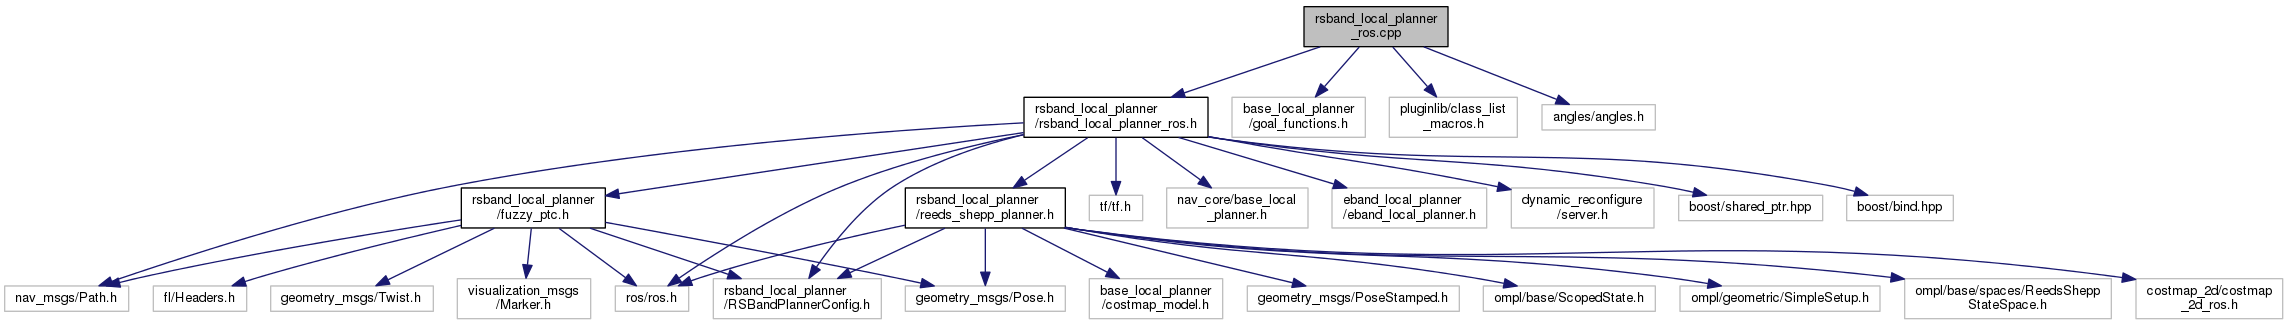 rsband_local_planner
_ros.cpp
rsband_local_planner
/rsband_local_planner_ros.h
base_local_planner
/goal_functions.h
pluginlib/class_list
_macros.h
angles/angles.h
rsband_local_planner
/fuzzy_ptc.h
rsband_local_planner
/reeds_shepp_planner.h
tf/tf.h
nav_core/base_local
_planner.h
eband_local_planner
/eband_local_planner.h
dynamic_reconfigure
/server.h
boost/shared_ptr.hpp
boost/bind.hpp
nav_msgs/Path.h
fl/Headers.h
geometry_msgs/Twist.h
visualization_msgs
/Marker.h
ros/ros.h
rsband_local_planner
/RSBandPlannerConfig.h
geometry_msgs/Pose.h
base_local_planner
/costmap_model.h
geometry_msgs/PoseStamped.h
ompl/base/ScopedState.h
ompl/geometric/SimpleSetup.h
ompl/base/spaces/ReedsShepp
StateSpace.h
costmap_2d/costmap
_2d_ros.h